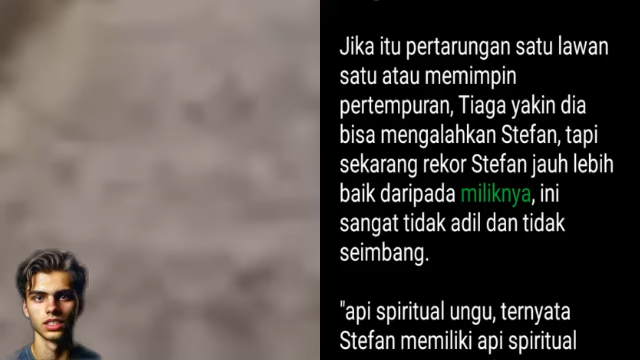 Jika itu pertarungan satu lawan
satu atau memimpin
pertempuran, Tiaga yakin dia
bisa mengalahkan Stefan, tapi
sekarang rekor Stefan jauh lebih
baik daripada miliknya, ini
sangat tidak adil dan tidak
seimbang.
"api spiritual ungu, ternyata
Stefan memiliki api spiritual